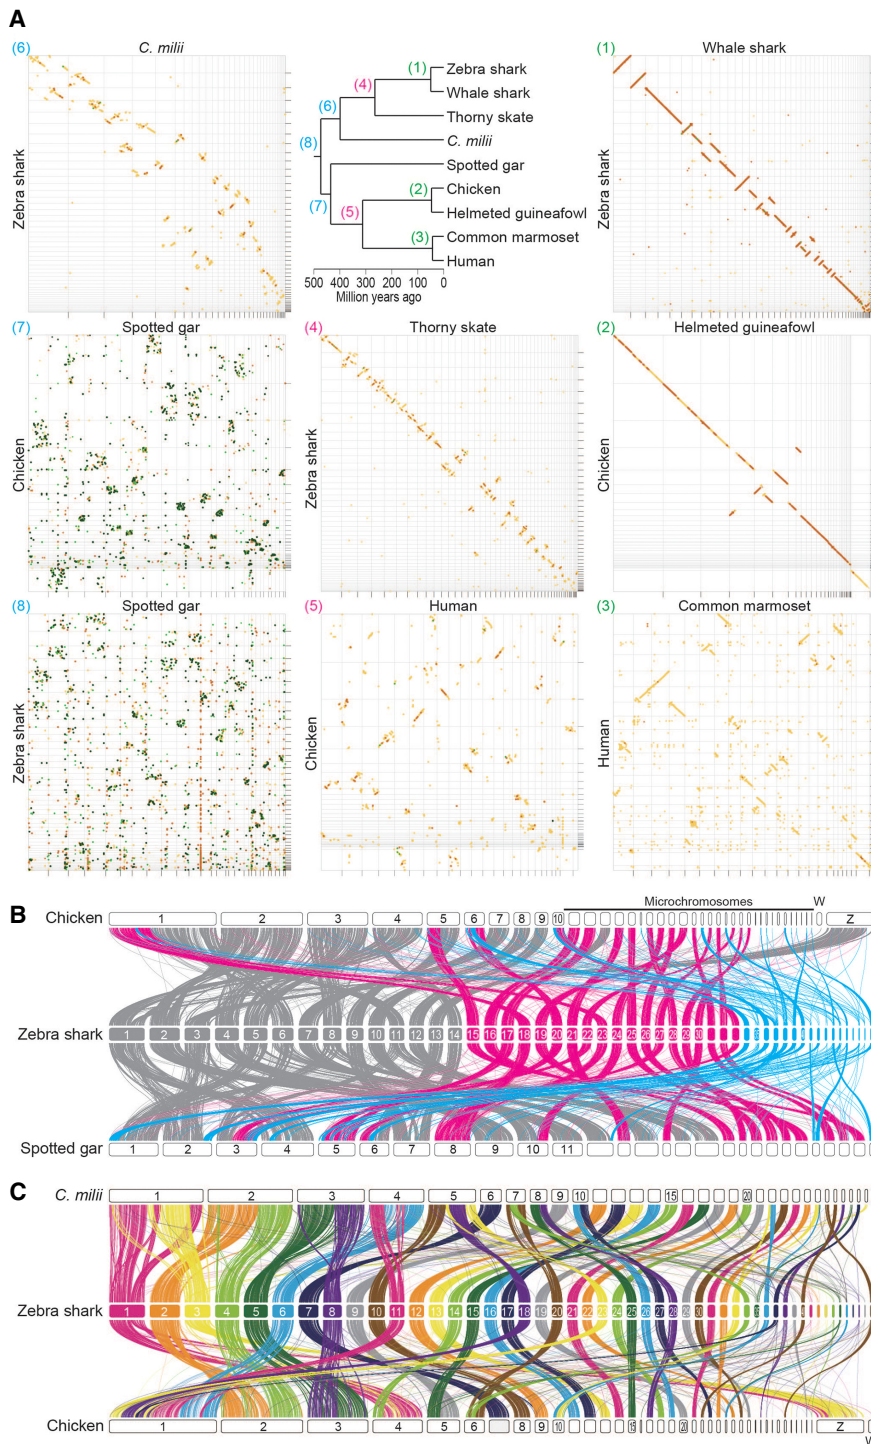 A
(6)
C. milii
Zebra shark
(1)
Zebra shark
(4)
Whale shark
(6)
Thorny skate
(8)
C. milii
Spotted gar
(2)
Chicken
(7)
(5)
Helmeted guineafowl
(3)
Common marmoset
Human
500 400 300 200 100 0
Million years ago
(1)
Whale shark
Zebra shark
(7)
Spotted gar
Chicken
(4)
Thorny skate
Zebra shark
(2)
Helmeted guineafowl
Chicken
(8)
Spotted gar
Zebra shark
(5)
Human
Chicken
(3)
Common marmoset
Human
B
Microchromosomes
W
Chicken 1 2 3 4 5 6 7 8 9 10 Z
Zebra shark 1 2 3 4 5 6 7 8 9 10 11 12 13 14 15 16 17 18 19 20 21 22 23 24 25 26 27 28 29 30
Spotted gar 1 2 3 4 5 6 7 8 9 10 11
C
C. milii 1 2 3 4 5 6 7 8 9 10 15 20
Zebra shark 1 2 3 4 5 6 7 8 9 10 11 12 13 14 15 16 17 18 19 20 21 22 23 24 25 26 27 28 29 30
Chicken 1 2 3 4 5 6 8 9 10 15 20 Z
W